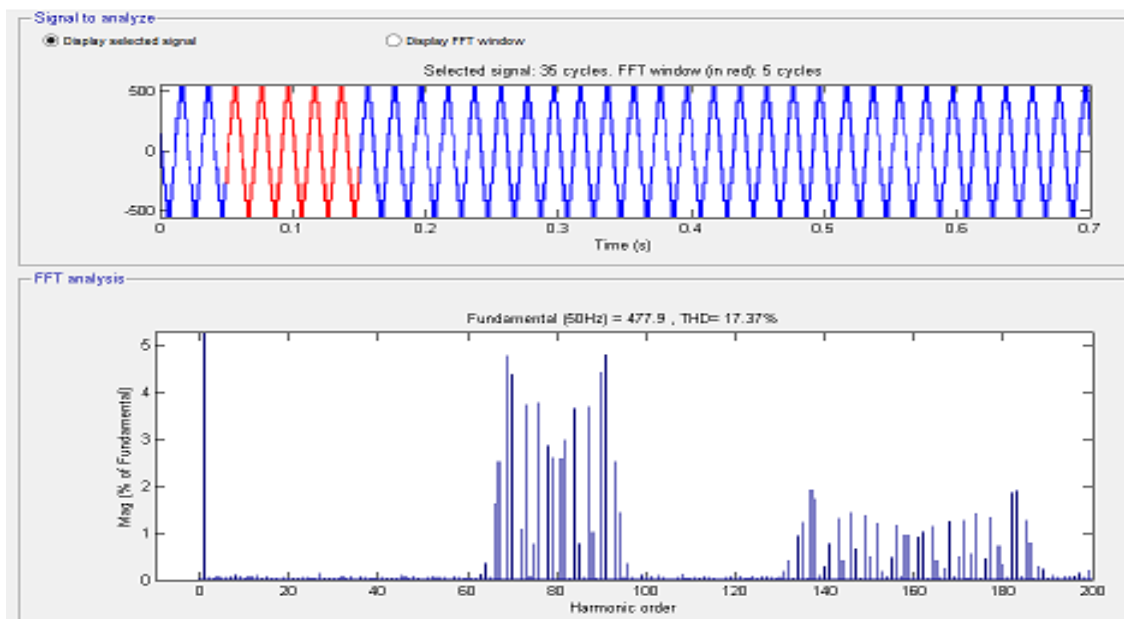 Signal to analyze
Display selected signal Display FFT window
Selected signal: 35 cycles. FFT window (in red): 5 cycles
500
0
-500
0 0.1 0.2 0.3 0.4 0.5 0.6 0.7
Time (s)
FFT analysis
Fundamental (50Hz) = 477.9 , THD= 17.37%
Mag (% of Fundamental)
5
4
3
2
1
0
0 20 40 60 80 100 120 140 160 180 200
Harmonic order